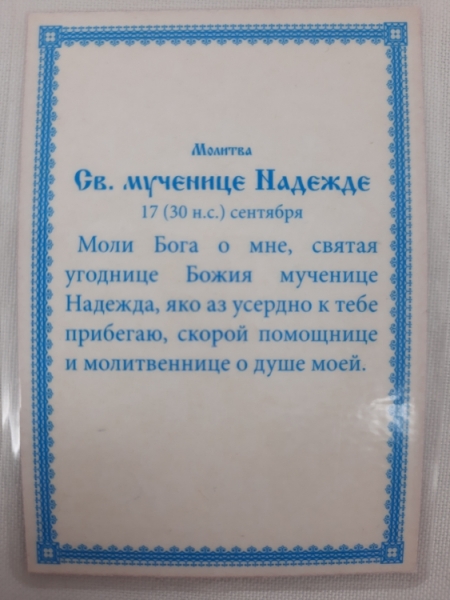 Молитва
Св. мученице Надежде
17 (30 н.с.) сентября
Моли Бога о мне, святая
угоднице Божия мученице
Надежда, яко аз усердно к тебе
прибегаю, скорой помощнице
и молитвеннице о душе моей.